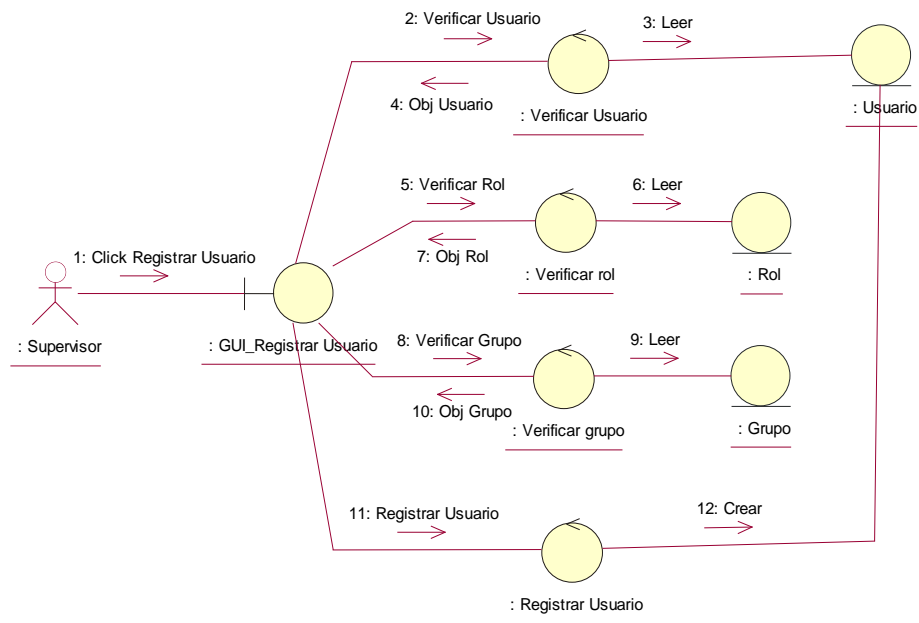 2: Verificar Usuario
3: Leer
4: Obj Usuario
: Verificar Usuario
: Usuario
5: Verificar Rol
6: Leer
7: Obj Rol
: Verificar rol
: Rol
1: Click Registrar Usuario
: Supervisor
: GUI_Registrar Usuario
8: Verificar Grupo
9: Leer
10: Obj Grupo
: Verificar grupo
: Grupo
11: Registrar Usuario
12: Crear
: Registrar Usuario